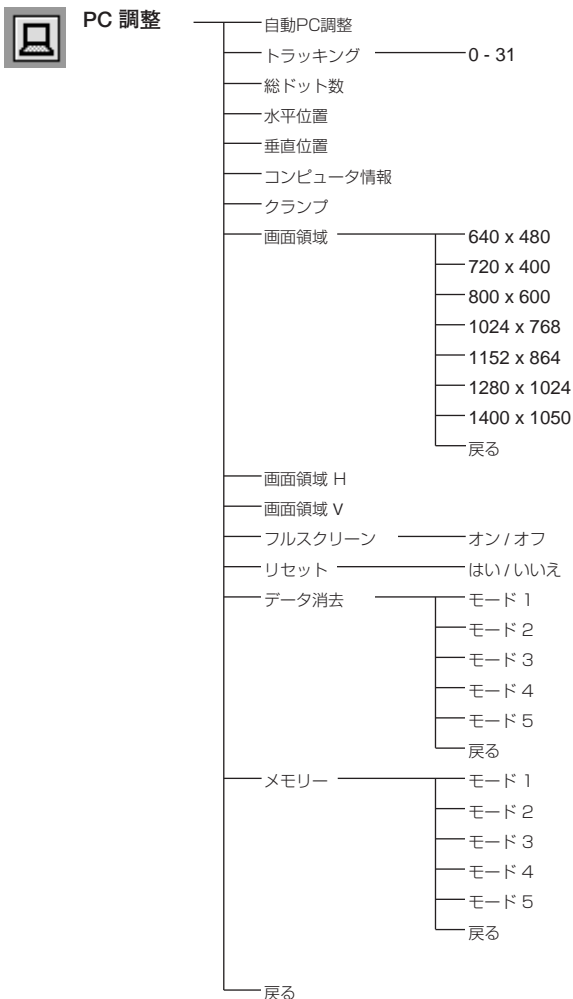 PC 調整
自動PC調整
トラッキング 0 - 31
総ドット数
水平位置
垂直位置
コンピュータ情報
クランプ
画面領域 640 x 480
720 x 400
800 x 600
1024 x 768
1152 x 864
1280 x 1024
1400 x 1050
戻る
画面領域 H
画面領域 V
フルスクリーン オン / オフ
リセット はい / いいえ
データ消去 モード 1
モード 2
モード 3
モード 4
モード 5
戻る
メモリー モード 1
モード 2
モード 3
モード 4
モード 5
戻る
戻る